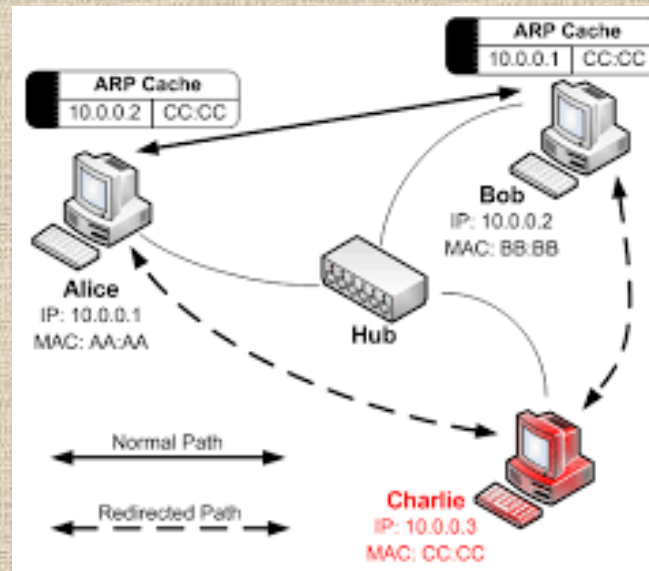 ARP Cache
10.0.0.1 CC:CC
ARP Cache
10.0.0.2 CC:CC
Bob
IP: 10.0.0.2
MAC: BB:BB
Alice
IP: 10.0.0.1
MAC: AA:AA
Hub
Normal Path
Redirected Path
Charlie
IP: 10.0.0.3
MAC: CC:CC